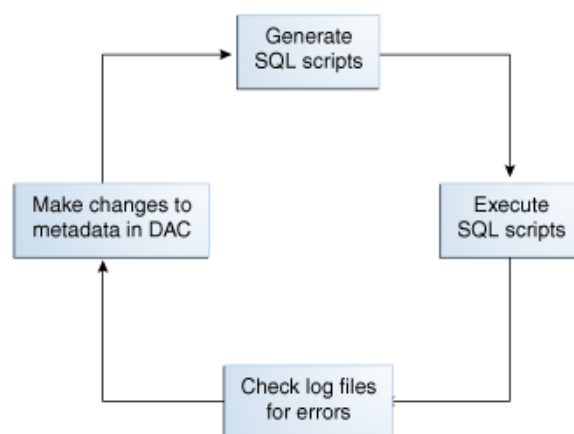 Generate
SQL scripts
Execute
SQL scripts
Check log files
for errors
Make changes to
metadata in DAC